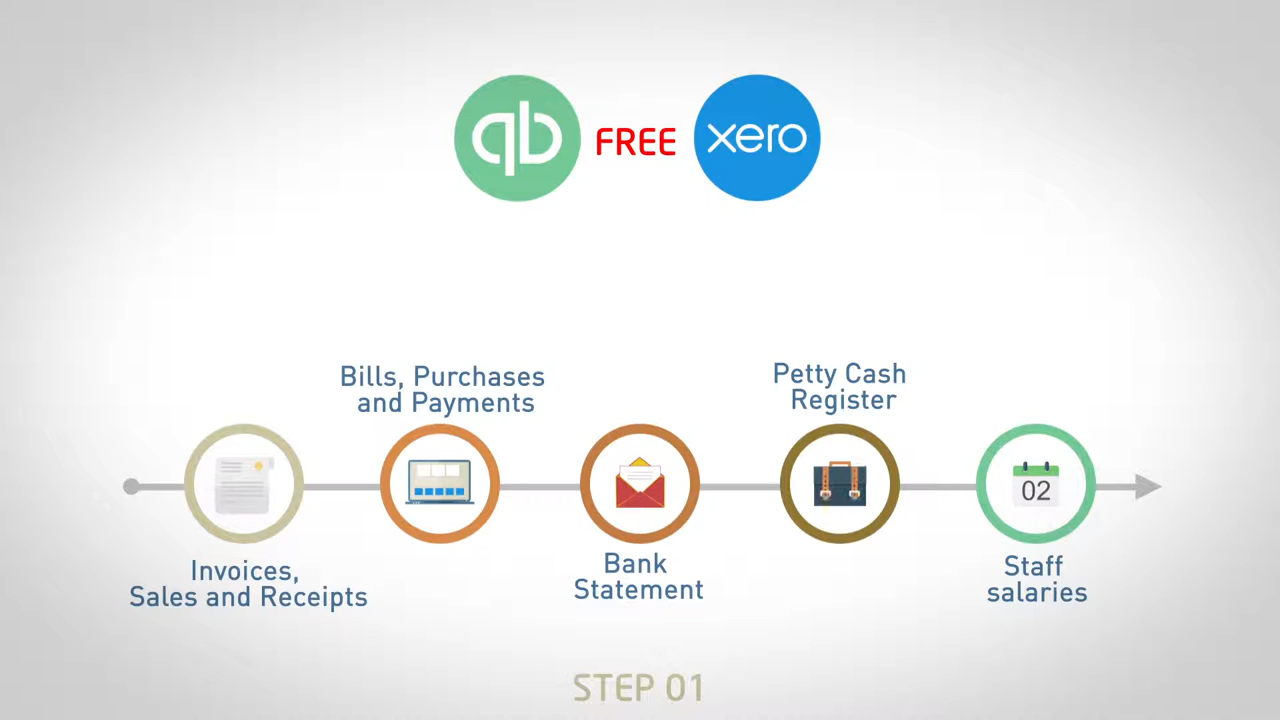 qb FREE xero
Bills, Purchases
and Payments
Petty Cash
Register
02
Invoices,
Sales and Receipts
Bank
Statement
Staff
salaries
STEP 01